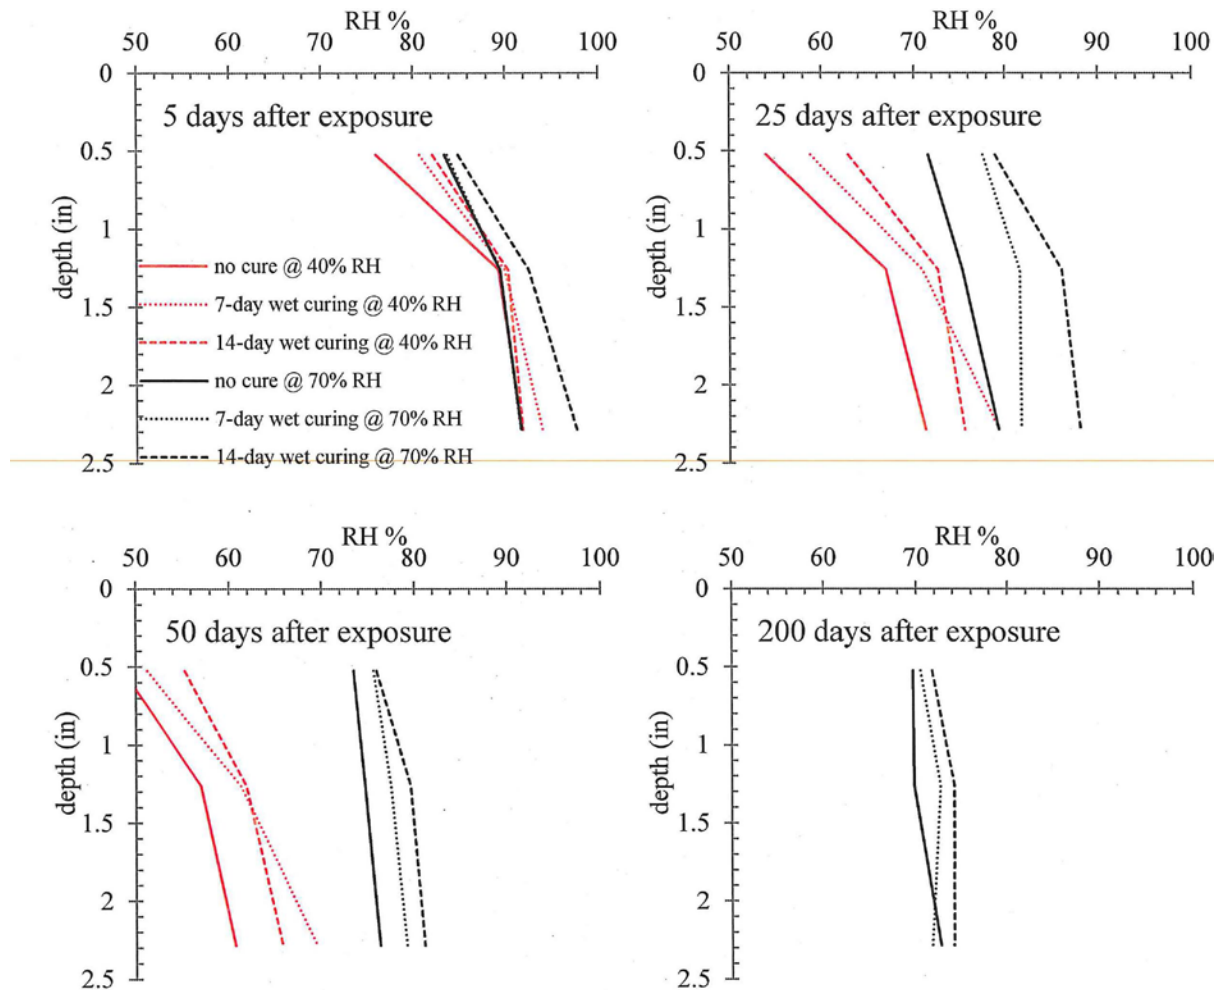 RH %
50 60 70 80 90 100
0
0.5
1
1.5
2
2.5
depth (in)
5 days after exposure
no cure @ 40% RH
7-day wet curing @ 40% RH
14-day wet curing @ 40% RH
no cure @ 70% RH
7-day wet curing @ 70% RH
14-day wet curing @ 70% RH
RH %
50 60 70 80 90 100
0
0.5
1
1.5
2
2.5
depth (in)
25 days after exposure
RH %
50 60 70 80 90 100
0
0.5
1
1.5
2
2.5
depth (in)
50 days after exposure
RH %
50 60 70 80 90 100
0
0.5
1
1.5
2
2.5
depth (in)
200 days after exposure